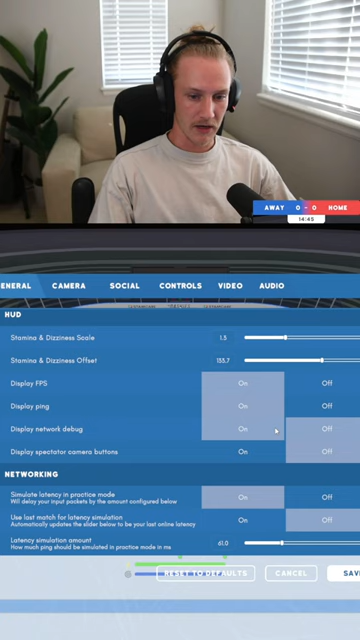 AWAY 0 - 0 HOME
14:45
ENERAL CAMERA SOCIAL CONTROLS VIDEO AUDIO
HUD
Stamina & Dizziness Scale 1.5
Stamina & Dizziness Offset 133,7
Display FPS On Off
Display ping On Off
Display network debug On Off
Display spectator camera buttons On Off
NETWORKING
Simulate latency in practice mode On Off
Will delay your input packets by the amount configured below
Use last match for latency simulation On Off
Automatically updates the slider below to be your last online latency
Latency simulation amount 61.0
How much ping should be simulated in practice mode in ms
RESET TO DEFAULTS CANCEL SAV